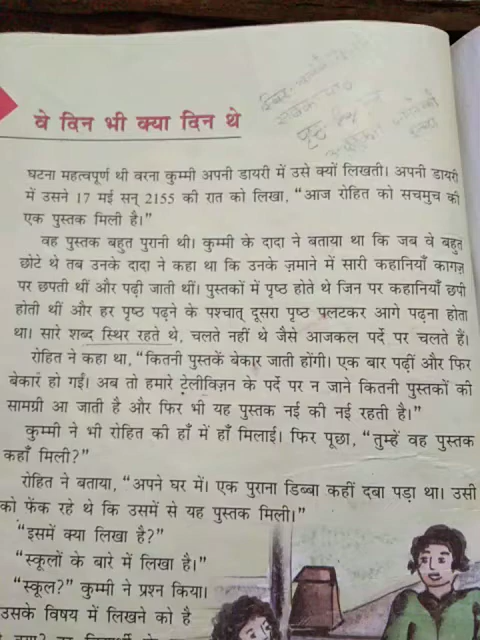 वे दिन भी क्या दिन थे
घटना महत्वपूर्ण थी वरना कुम्मी अपनी डायरी में उसे क्यों लिखती। अपनी डायरी
में उसने 17 मई सन् 2155 की रात को लिखा, “आज रोहित को सचमुच की
एक पुस्तक मिली है।”
वह पुस्तक बहुत पुरानी थी। कुम्मी के दादा ने बताया था कि जब वे बहुत
छोटे थे तब उनके दादा ने कहा था कि उनके ज़माने में सारी कहानियाँ कागज़
पर छपती थीं और पढ़ी जाती थीं। पुस्तकों में पृष्ठ होते थे जिन पर कहानियाँ छपी
होती थीं और हर पृष्ठ पढ़ने के पश्चात् दूसरा पृष्ठ पलटकर आगे पढ़ना होता
था। सारे शब्द स्थिर रहते थे, चलते नहीं थे जैसे आजकल पर्दे पर चलते हैं।
रोहित ने कहा था, “कितनी पुस्तकें बेकार जाती होंगी। एक बार पढ़ीं और फिर
बेकार हो गईं। अब तो हमारे टेलीविज़न के पर्दे पर न जाने कितनी पुस्तकों की
सामग्री आ जाती है और फिर भी यह पुस्तक नई की नई रहती है।”
कुम्मी ने भी रोहित की हाँ में हाँ मिलाई। फिर पूछा, “तुम्हें वह पुस्तक
कहाँ मिली?”
रोहित ने बताया, “अपने घर में। एक पुराना डिब्बा कहीं दबा पड़ा था। उसी
को फेंक रहे थे कि उसमें से यह पुस्तक मिली।”
“इसमें क्या लिखा है?”
“स्कूलों के बारे में लिखा है।”
“स्कूल?” कुम्मी ने प्रश्न किया।
उसके विषय में लिखने को है